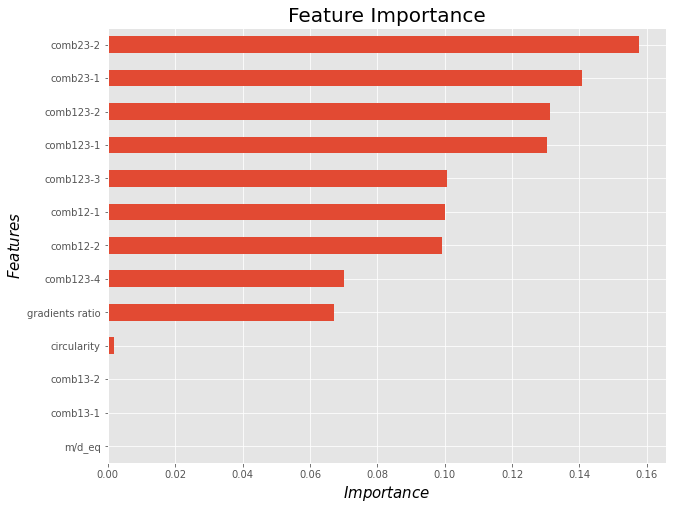 Feature Importance
comb23-2
comb23-1
comb123-2
comb123-1
comb123-3
comb12-1
comb12-2
comb123-4
gradients ratio
circularity
comb13-2
comb13-1
m/d_eq
Features
0.00 0.02 0.04 0.06 0.08 0.10 0.12 0.14 0.16
Importance